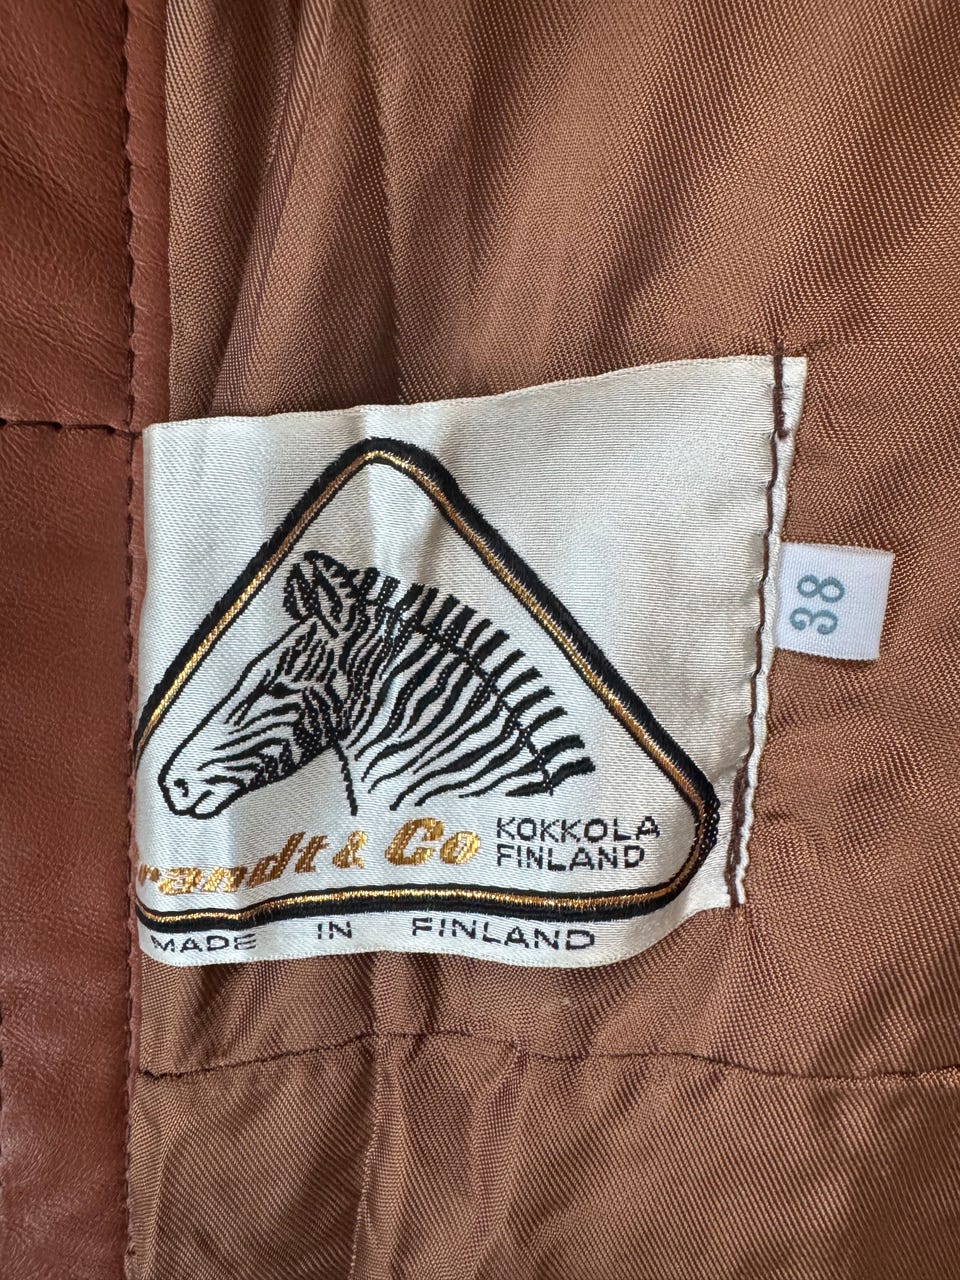 randt & Co
KOKKOLA
FINLAND
MADE IN FINLAND
38